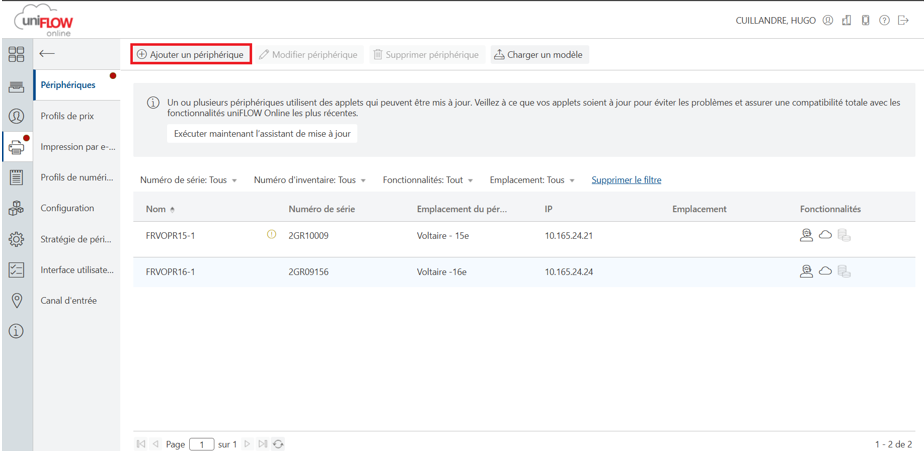 uniFLOW
online
CUILLANDRE, HUGO
Ajouter un périphérique
Modifier périphérique
Supprimer périphérique
Charger un modèle
Périphériques
Profils de prix
Impression par e-...
Profils de numéri...
Configuration
Stratégie de péri...
Interface utilisate...
Canal d'entrée
Un ou plusieurs périphériques utilisent des applets qui peuvent être mis à jour. Veillez à ce que vos applets soient à jour pour éviter les problèmes et assurer une compatibilité totale avec les
fonctionnalités uniFLOW Online les plus récentes.
Exécuter maintenant l'assistant de mise à jour
Numéro de série: Tous
Numéro d'inventaire: Tous
Fonctionnalités: Tout
Emplacement: Tous
Supprimer le filtre
Nom
Numéro de série
Emplacement du pér...
IP
Emplacement
Fonctionnalités
FRVOPR15-1
2GR10009
Voltaire - 15e
10.165.24.21
FRVOPR16-1
2GR09156
Voltaire -16e
10.165.24.24
Page 1 sur 1
1 - 2 de 2